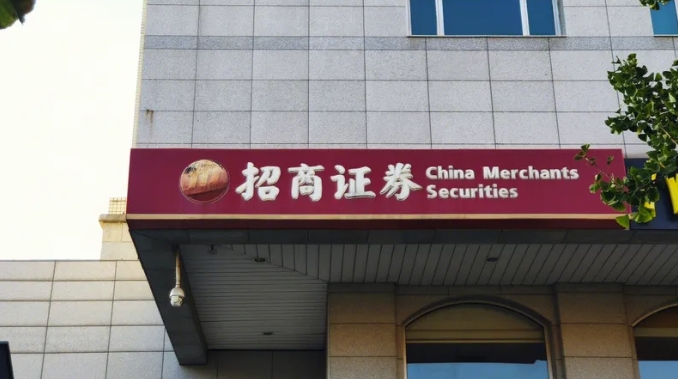 招商证券
China Merchants
Securities